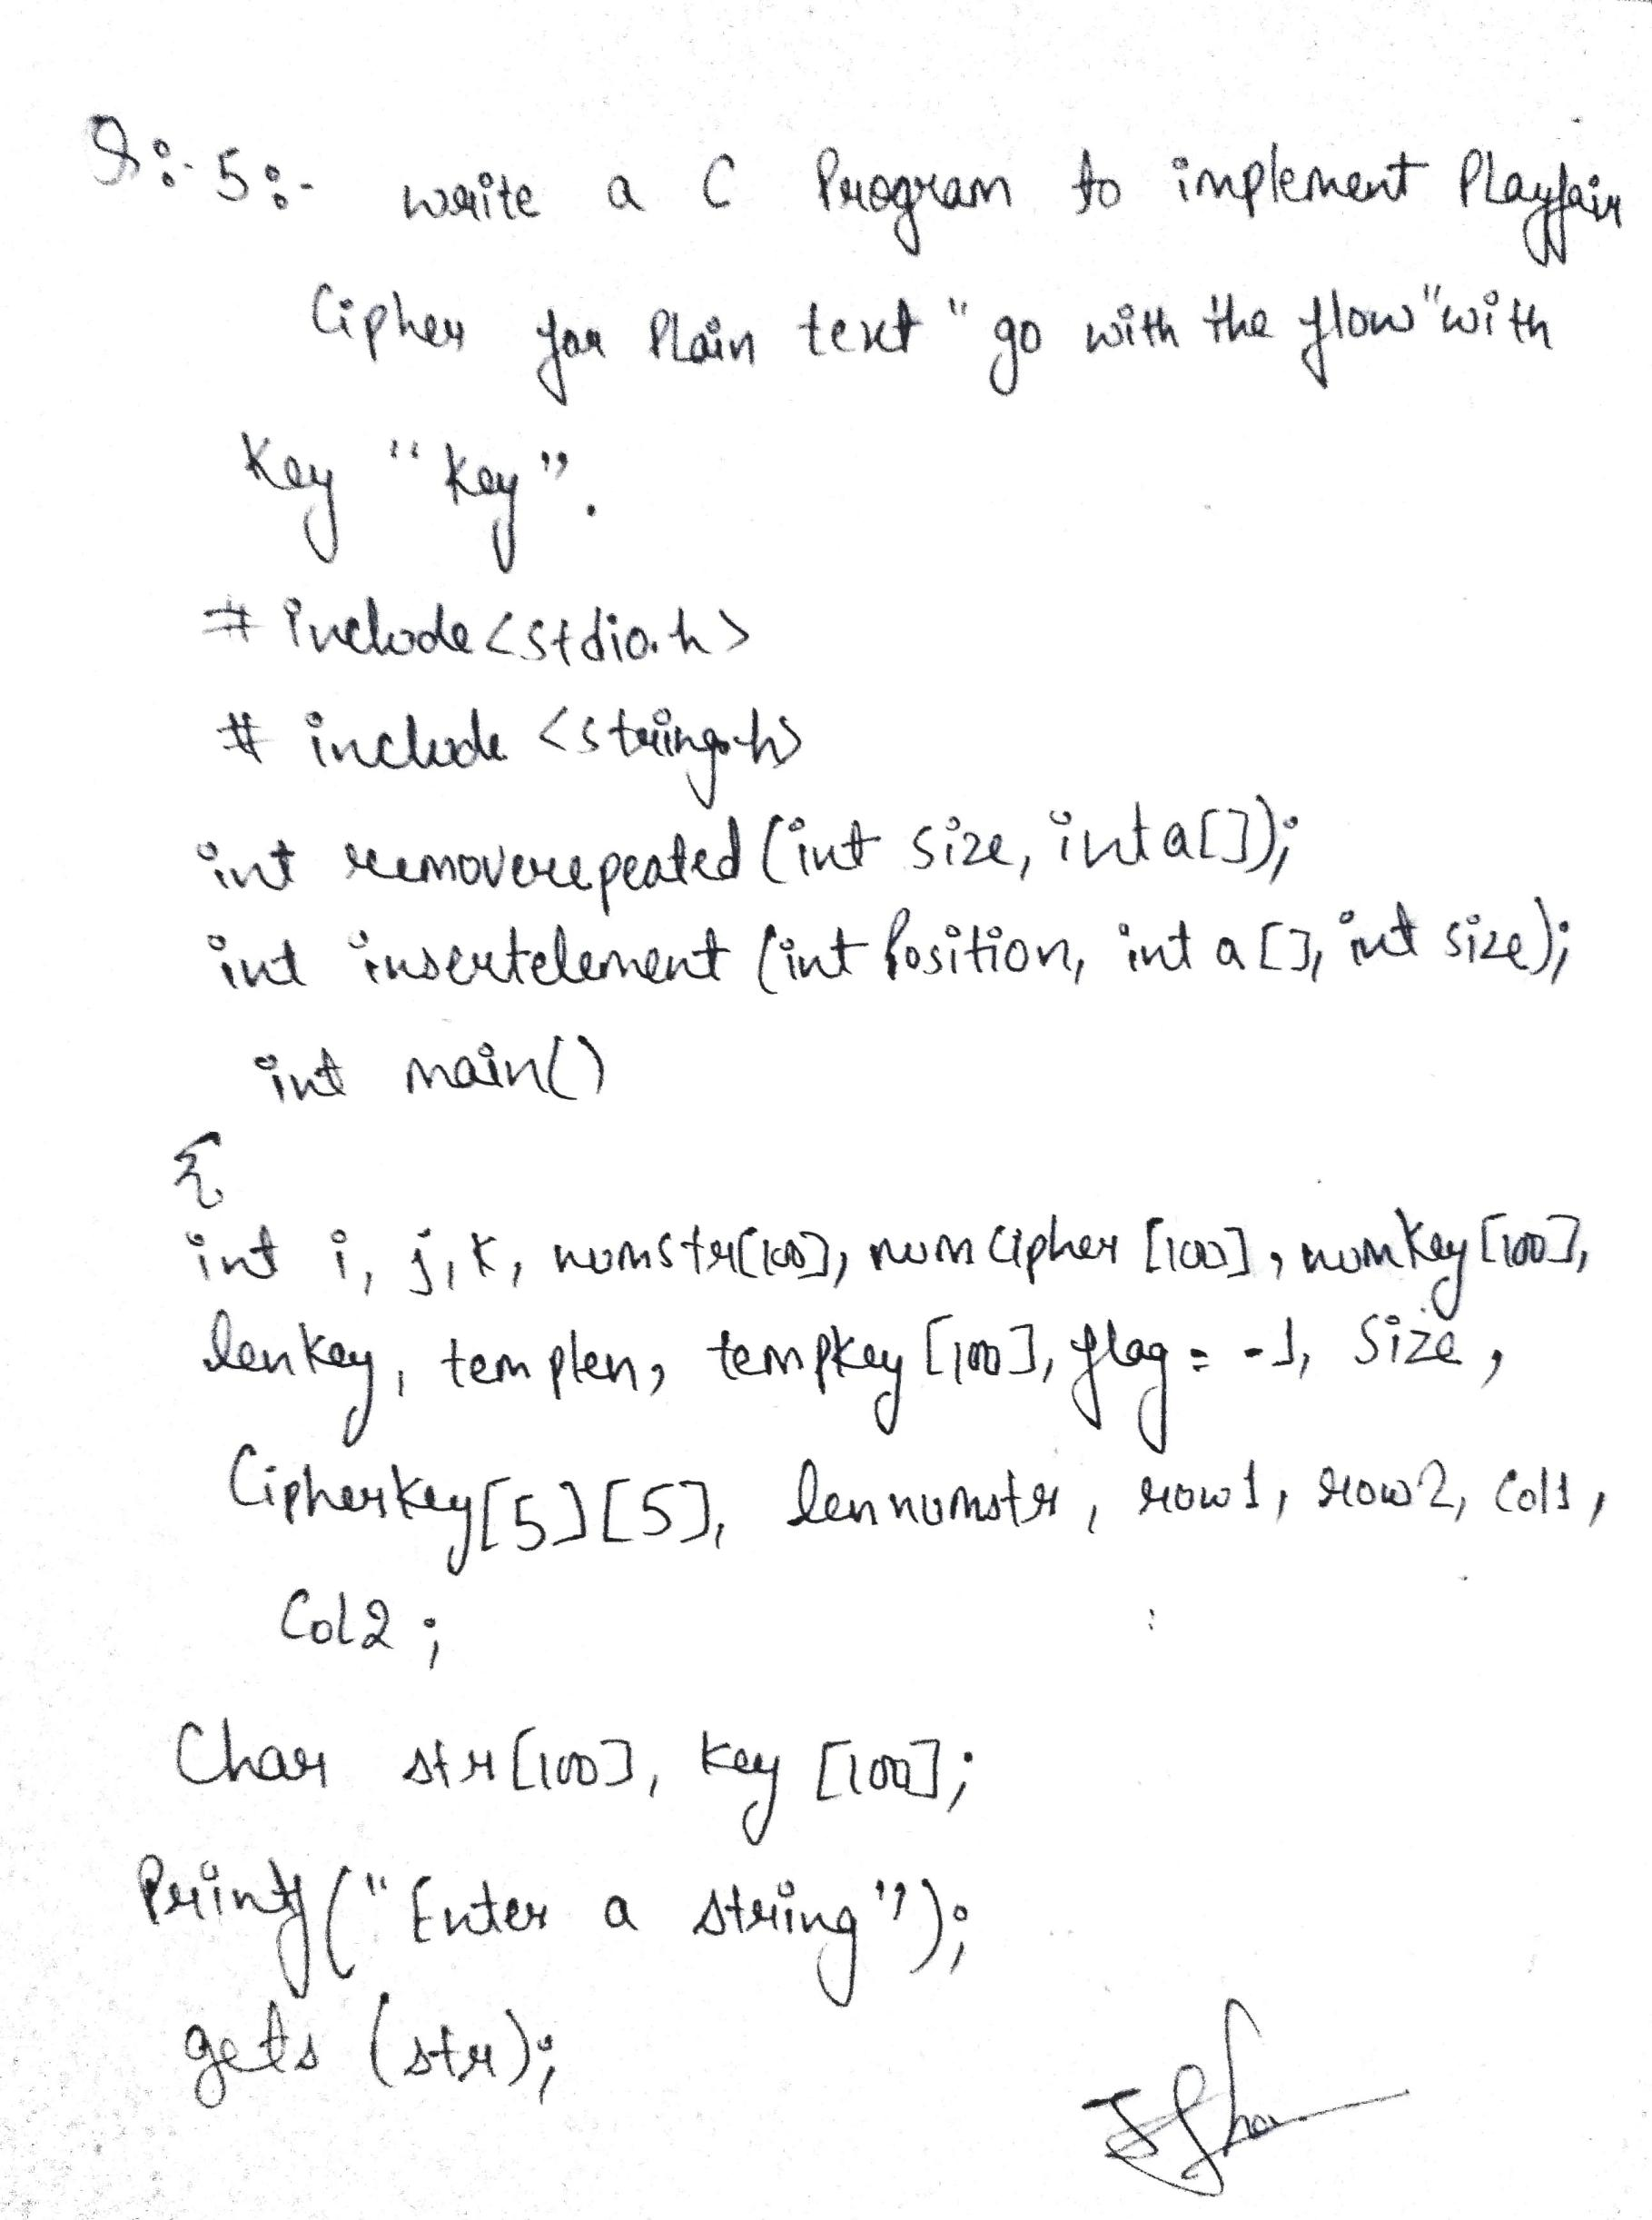 Q:-5:- write a C Program to implement Playfair
Cipher for Plain text "go with the flow" with
Key "key".
# include<stdio.h>
# include <string.h>
int removerepeated (int size, int a[]);
int insertelement (int Position, int a[], int size);
int main()
{
int i, j, k, numstr[100], numcipher [100], numkey [100],
lenkey, templen, tempkey [100], flag = -1, size,
Cipherkey[5][5], lennumstr, row1, row2, Col1,
Col2;
Char str[100], key [100];
Printf("Enter a string");
gets (str);